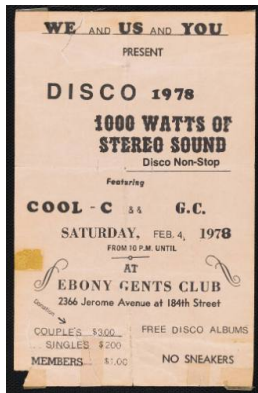 WE AND US AND YOU
PRESENT
DISCO 1978
1000 WATTS OF
STEREO SOUND
Disco Non-Stop
Featuring
COOL - C && G.C.
SATURDAY, FEB. 4, 1978
FROM 10 P.M. UNTIL
AT
EBONY GENTS CLUB
2366 Jerome Avenue at 184th Street
Donation
COUPLE'S $3.00
FREE DISCO ALBUMS
SINGLES $2.00
MEMBERS
NO SNEAKERS